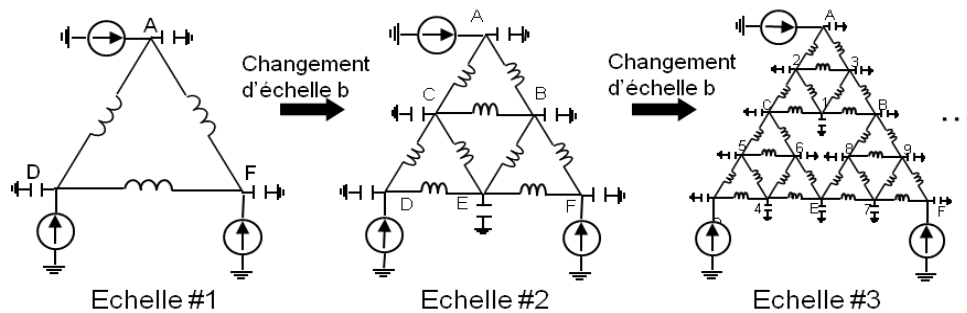 A
D
F
Echelle #1
Changement
d'échelle b
A
C
B
D
E
F
Echelle #2
Changement
d'échelle b
A
2 3
C 1 B
5 6 8 9
4 E 7 F
Echelle #3
...